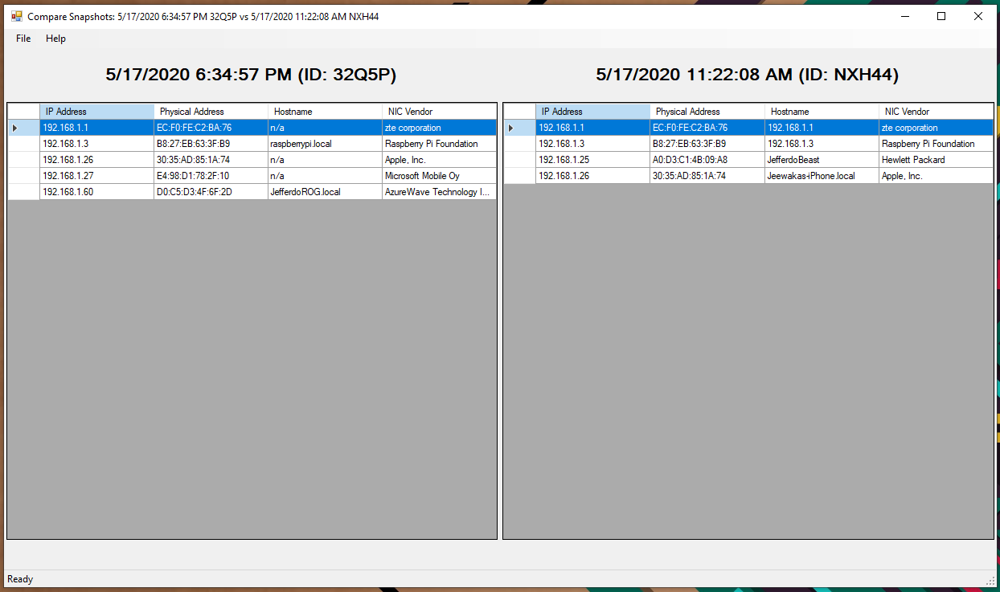 Compare Snapshots: 5/17/2020 6:34:57 PM 32Q5P vs 5/17/2020 11:22:08 AM NXH44
File Help
5/17/2020 6:34:57 PM (ID: 32Q5P)
IP Address Physical Address Hostname NIC Vendor
192.168.1.1 EC:F0:FE:C2:BA:76 n/a zte corporation
192.168.1.3 B8:27:EB:63:3F:B9 raspberrypi.local Raspberry Pi Foundation
192.168.1.26 30:35:AD:85:1A:74 n/a Apple, Inc.
192.168.1.27 E4:98:D1:78:2F:10 n/a Microsoft Mobile Oy
192.168.1.60 D0:C5:D3:4F:6F:2D JefferdoROG.local AzureWave Technology I...
5/17/2020 11:22:08 AM (ID: NXH44)
IP Address Physical Address Hostname NIC Vendor
192.168.1.1 EC:F0:FE:C2:BA:76 192.168.1.1 zte corporation
192.168.1.3 B8:27:EB:63:3F:B9 192.168.1.3 Raspberry Pi Foundation
192.168.1.25 A0:D3:C1:4B:09:A8 JefferdoBeast Hewlett Packard
192.168.1.26 30:35:AD:85:1A:74 Jeewakas-iPhone.local Apple, Inc.
Ready